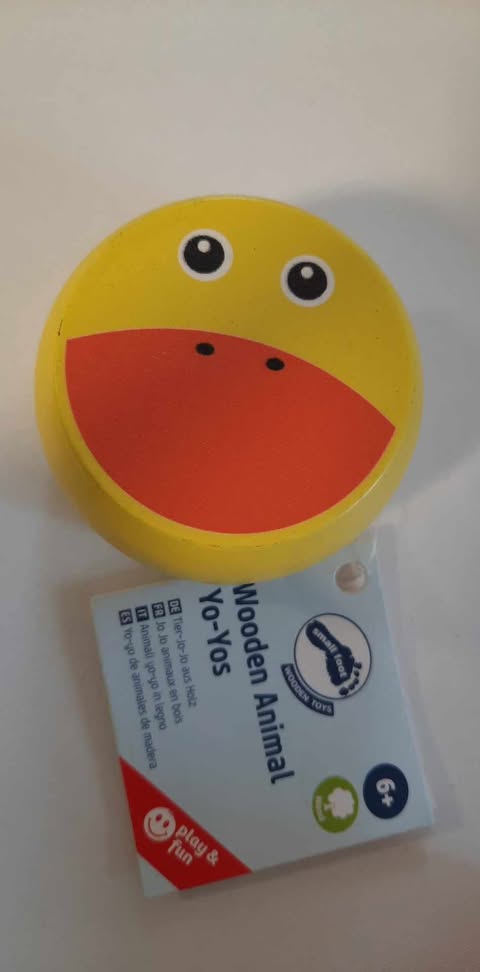 small foot
WOODEN TOYS
6+
Wooden Animal
Yo-Yos
DE Tier-Jo-Jo aus Holz
FR Jo Jo animaux en bois
IT Animali yo-yo in legno
ES Yo-yo de animales de madera
play &
fun